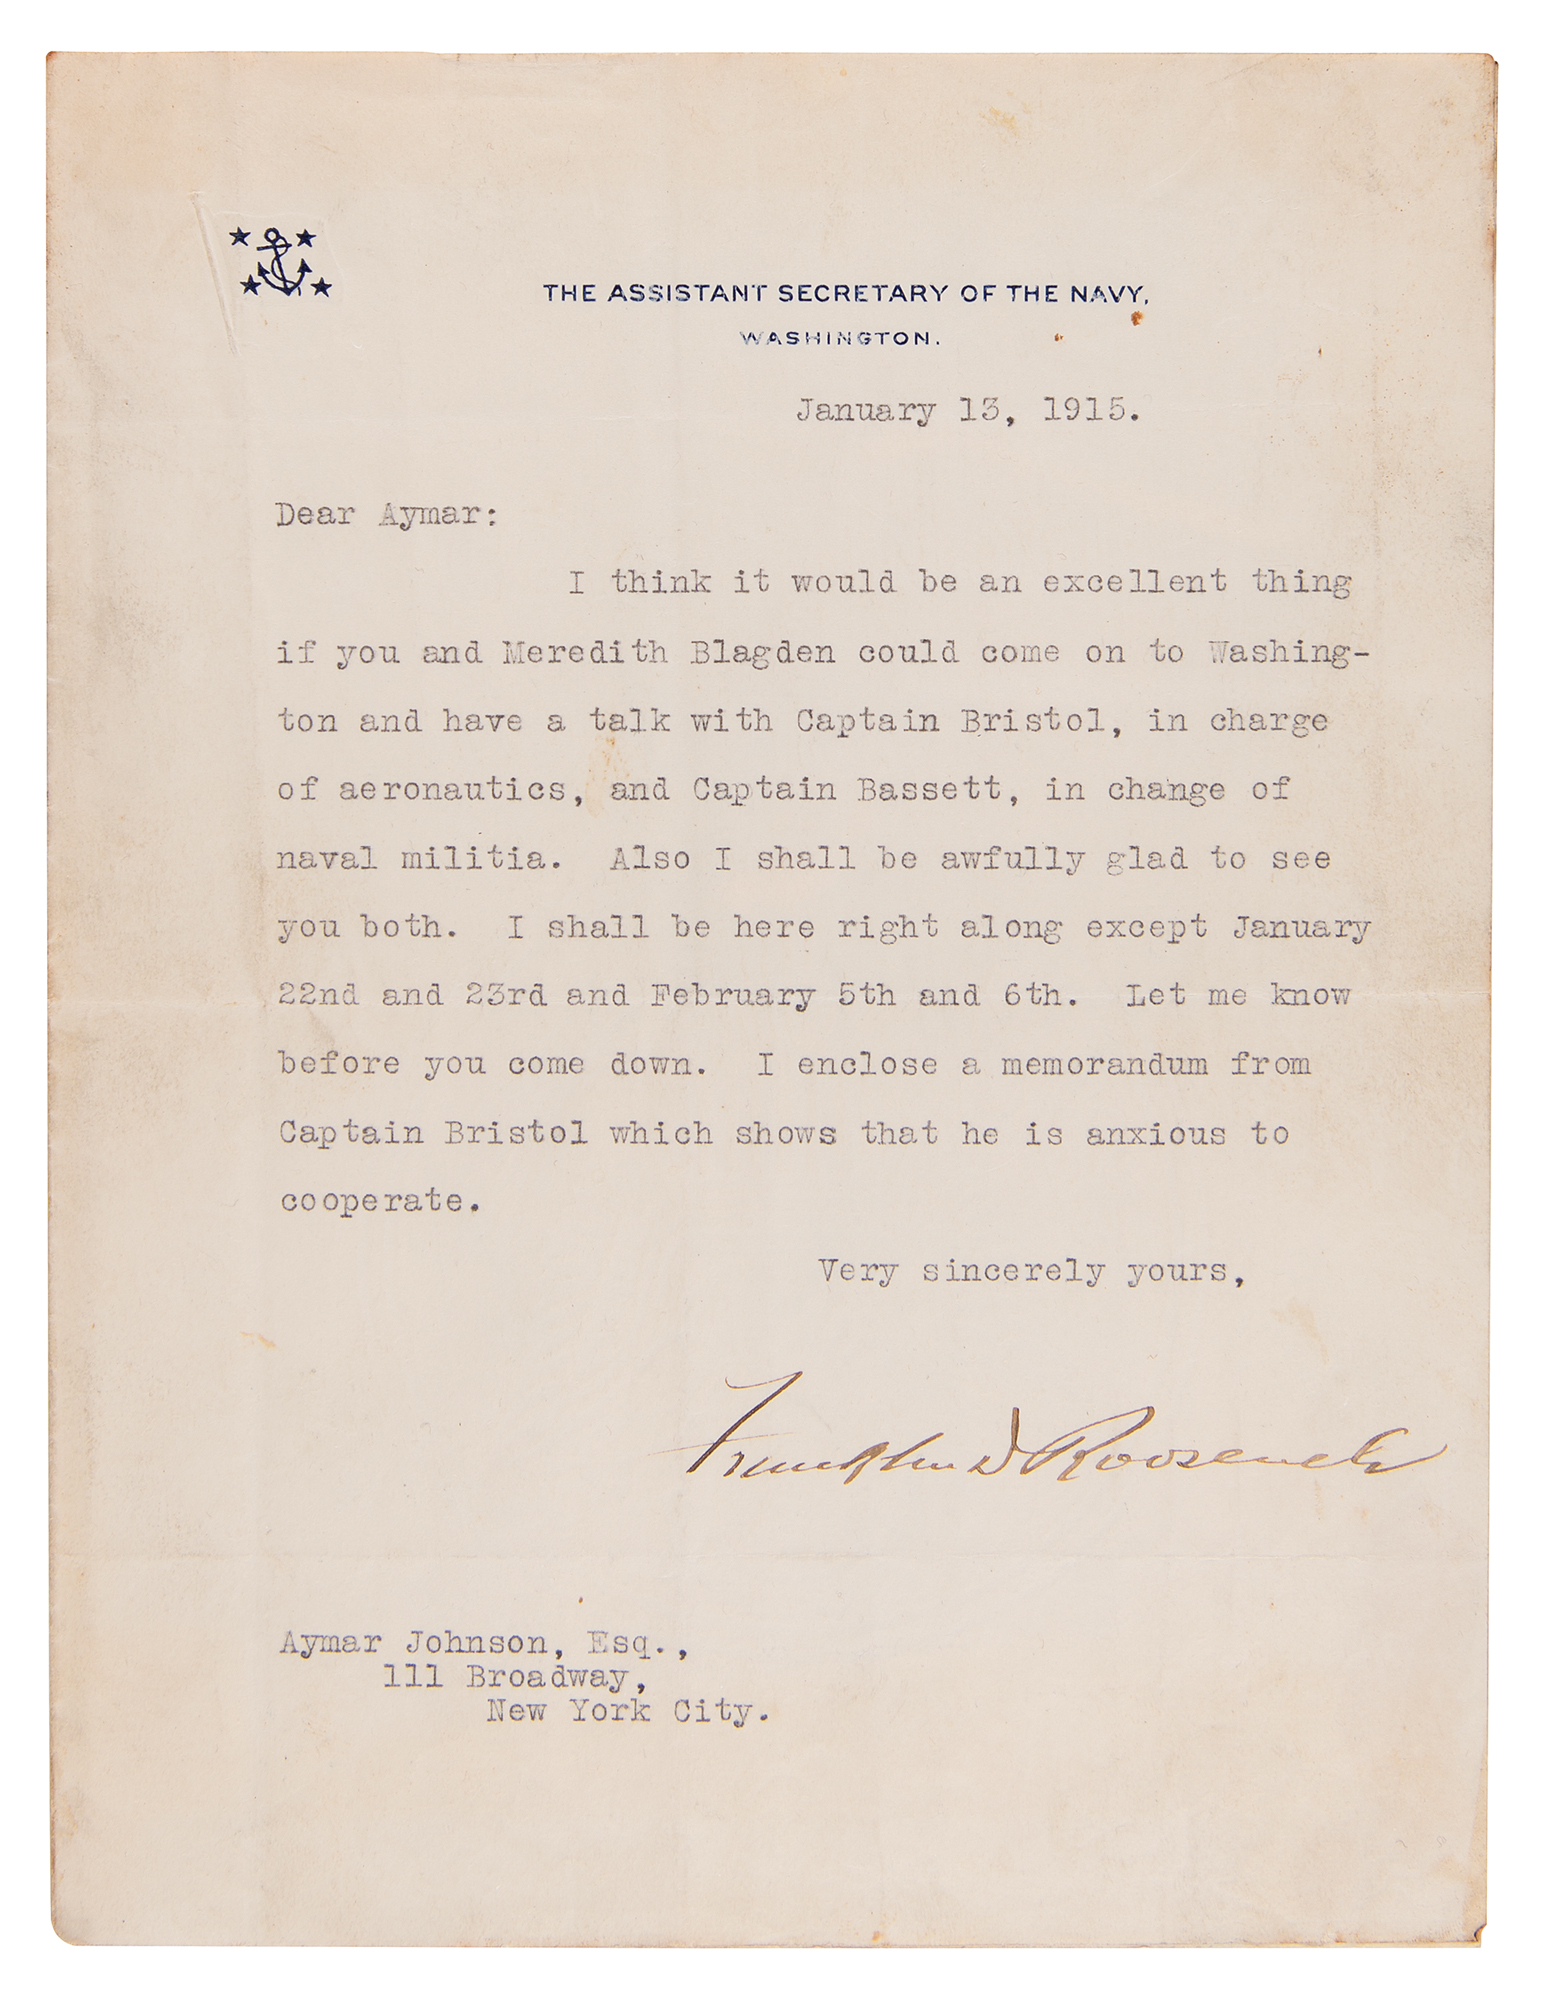 THE ASSISTANT SECRETARY OF THE NAVY,
WASHINGTON.
January 13, 1915.
Dear Aymar:
I think it would be an excellent thing
if you and Meredith Blagden could come on to Washing-
ton and have a talk with Captain Bristol, in charge
of aeronautics, and Captain Bassett, in change of
naval militia. Also I shall be awfully glad to see
you both. I shall be here right along except January
22nd and 23rd and February 5th and 6th. Let me know
before you come down. I enclose a memorandum from
Captain Bristol which shows that he is anxious to
cooperate.
Very sincerely yours,
Franklin D Roosevelt
Aymar Johnson, Esq.,
111 Broadway,
New York City.